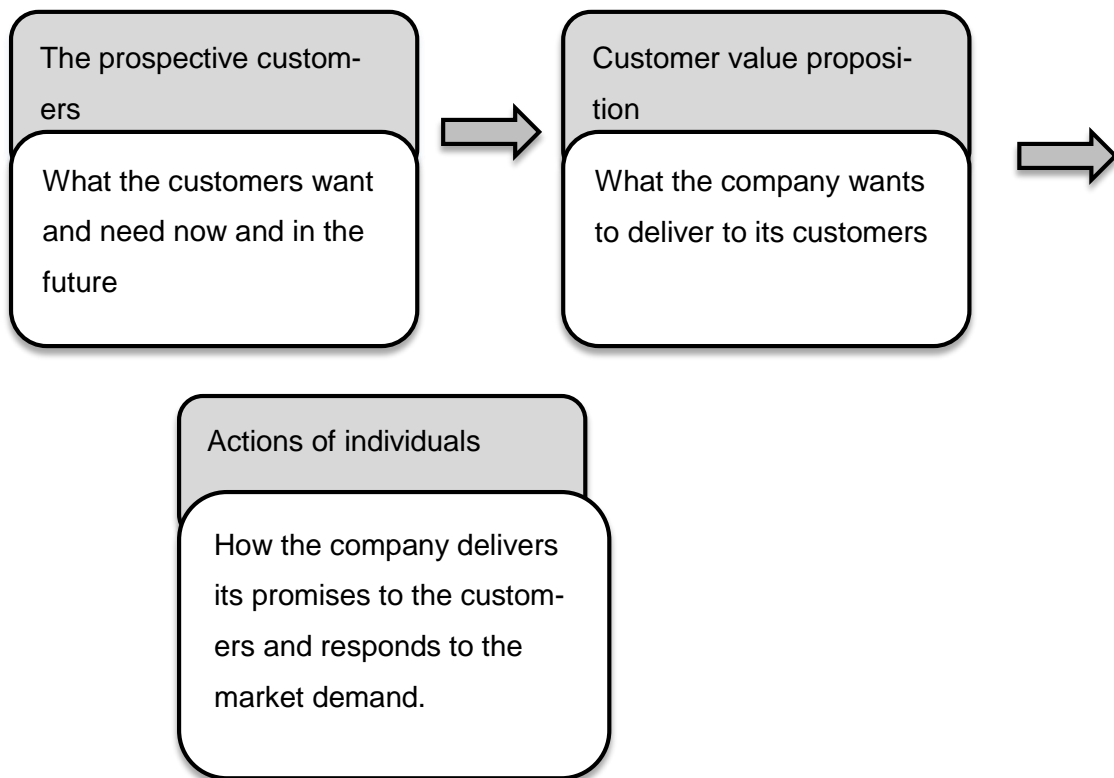 The prospective custom-
ers
What the customers want
and need now and in the
future
Customer value proposi-
tion
What the company wants
to deliver to its customers
Actions of individuals
How the company delivers
its promises to the custom-
ers and responds to the
market demand.